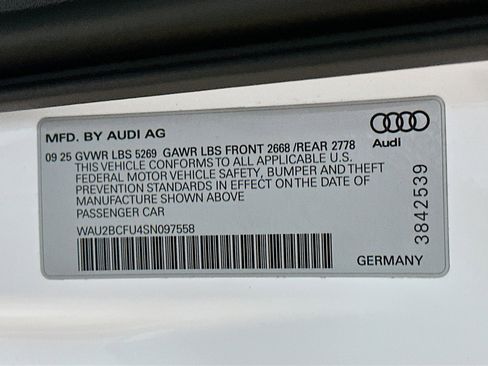 MFD. BY AUDI AG
09 25 GVWR LBS 5269 GAWR LBS FRONT 2668 /REAR 2778
THIS VEHICLE CONFORMS TO ALL APPLICABLE U.S.
FEDERAL MOTOR VEHICLE SAFETY, BUMPER AND THEFT
PREVENTION STANDARDS IN EFFECT ON THE DATE OF
MANUFACTURE SHOWN ABOVE
PASSENGER CAR
WAU2BCFU4SN097558
Audi
3842539
GERMANY